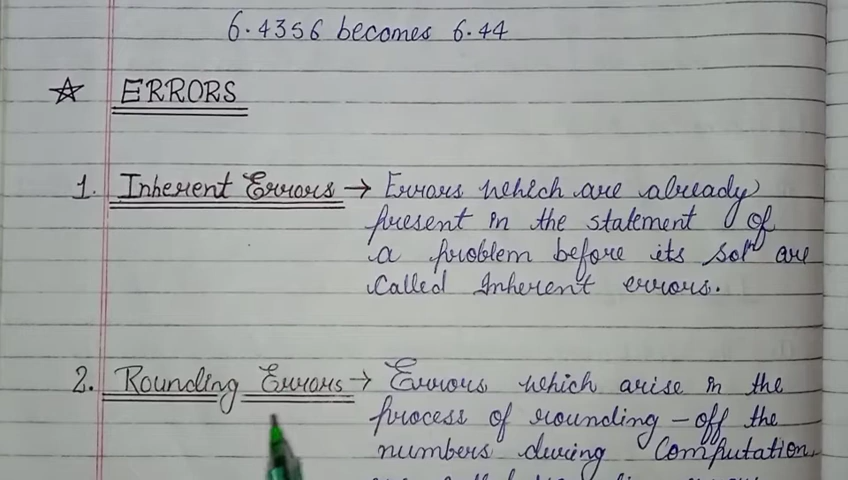 6.4356 becomes 6.44
☆ ERRORS
1. Inherent Errors → Errors which are already
present in the statement of
a problem before its solⁿ are
called Inherent errors.
2. Rounding Errors → Errors which arise in the
process of rounding-off the
numbers during Computation